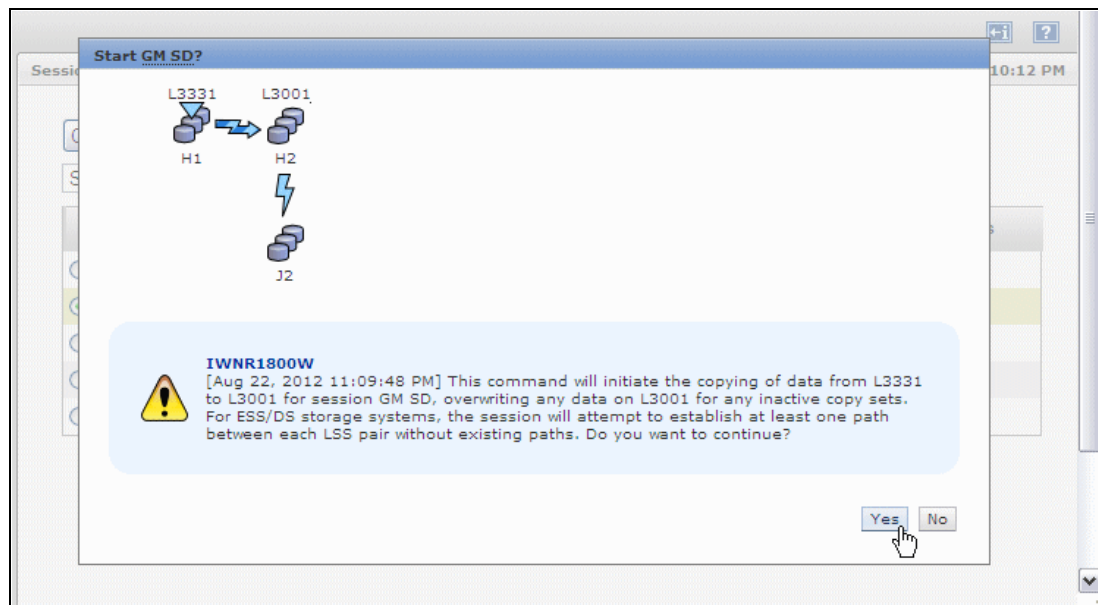 Start GM SD?
Sessi
10:12 PM
L3331 L3001
H1 H2
J2
S
IWNR1800W
[Aug 22, 2012 11:09:48 PM] This command will initiate the copying of data from L3331
to L3001 for session GM SD, overwriting any data on L3001 for any inactive copy sets.
For ESS/DS storage systems, the session will attempt to establish at least one path
between each LSS pair without existing paths. Do you want to continue?
Yes No